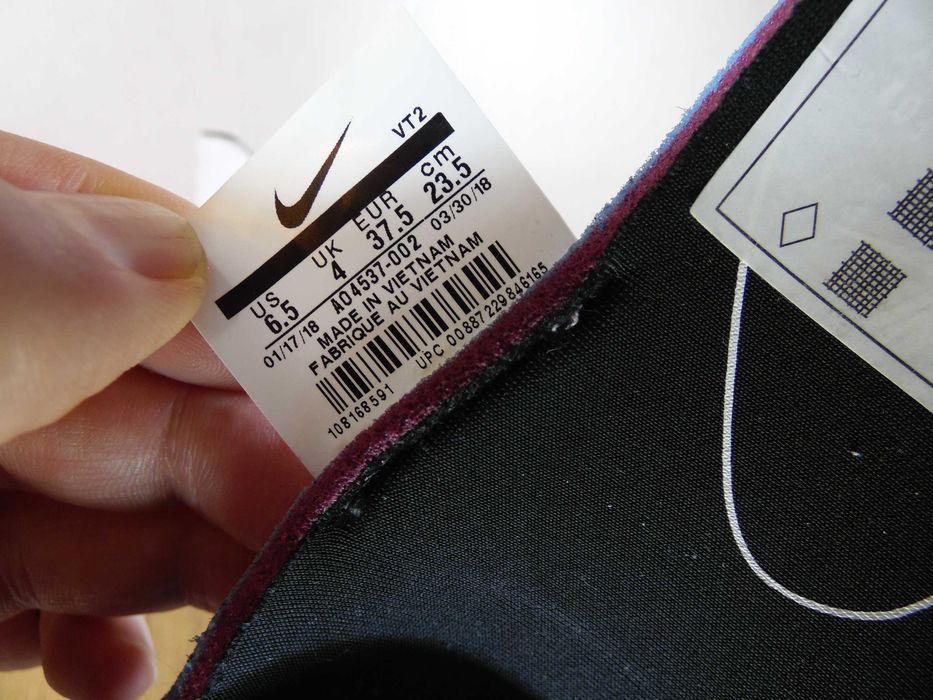 VT2
US UK EUR cm
6.5 4 37.5 23.5
01/17/18 AO4537-002 03/30/18
MADE IN VIETNAM
FABRIQUE AU VIETNAM
108168591 UPC 00887229846165